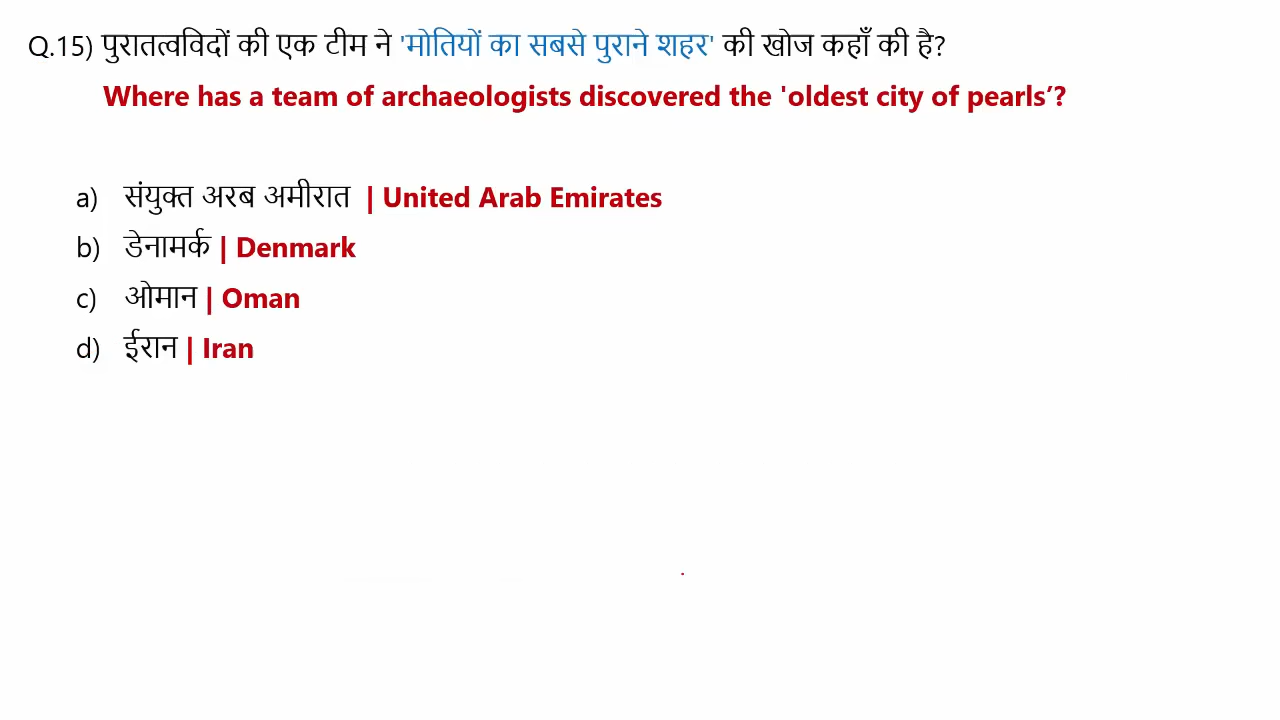 Q.15) पुरातत्वविदों की एक टीम ने 'मोतियों का सबसे पुराने शहर' की खोज कहाँ की है?
Where has a team of archaeologists discovered the 'oldest city of pearls’?
a) संयुक्त अरब अमीरात | United Arab Emirates
b) डेनामर्क | Denmark
c) ओमान | Oman
d) ईरान | Iran